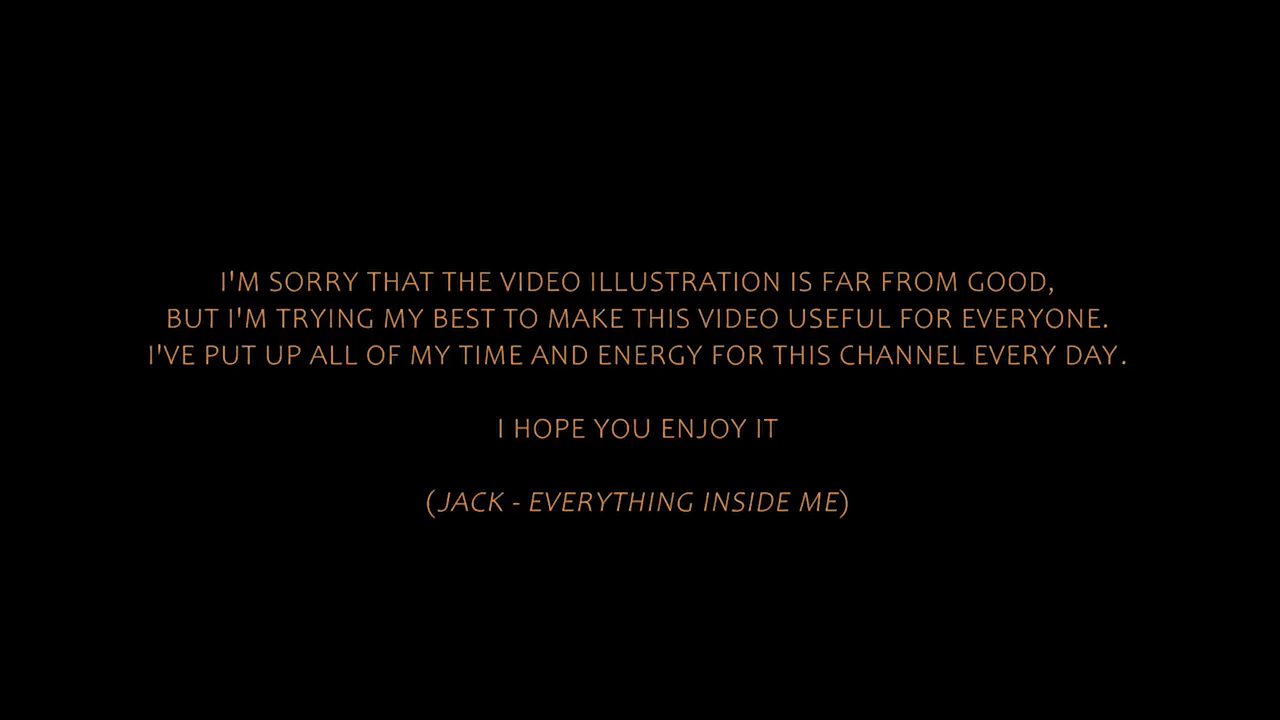 I'M SORRY THAT THE VIDEO ILLUSTRATION IS FAR FROM GOOD,
BUT I'M TRYING MY BEST TO MAKE THIS VIDEO USEFUL FOR EVERYONE.
I'VE PUT UP ALL OF MY TIME AND ENERGY FOR THIS CHANNEL EVERY DAY.
I HOPE YOU ENJOY IT
(JACK - EVERYTHING INSIDE ME)